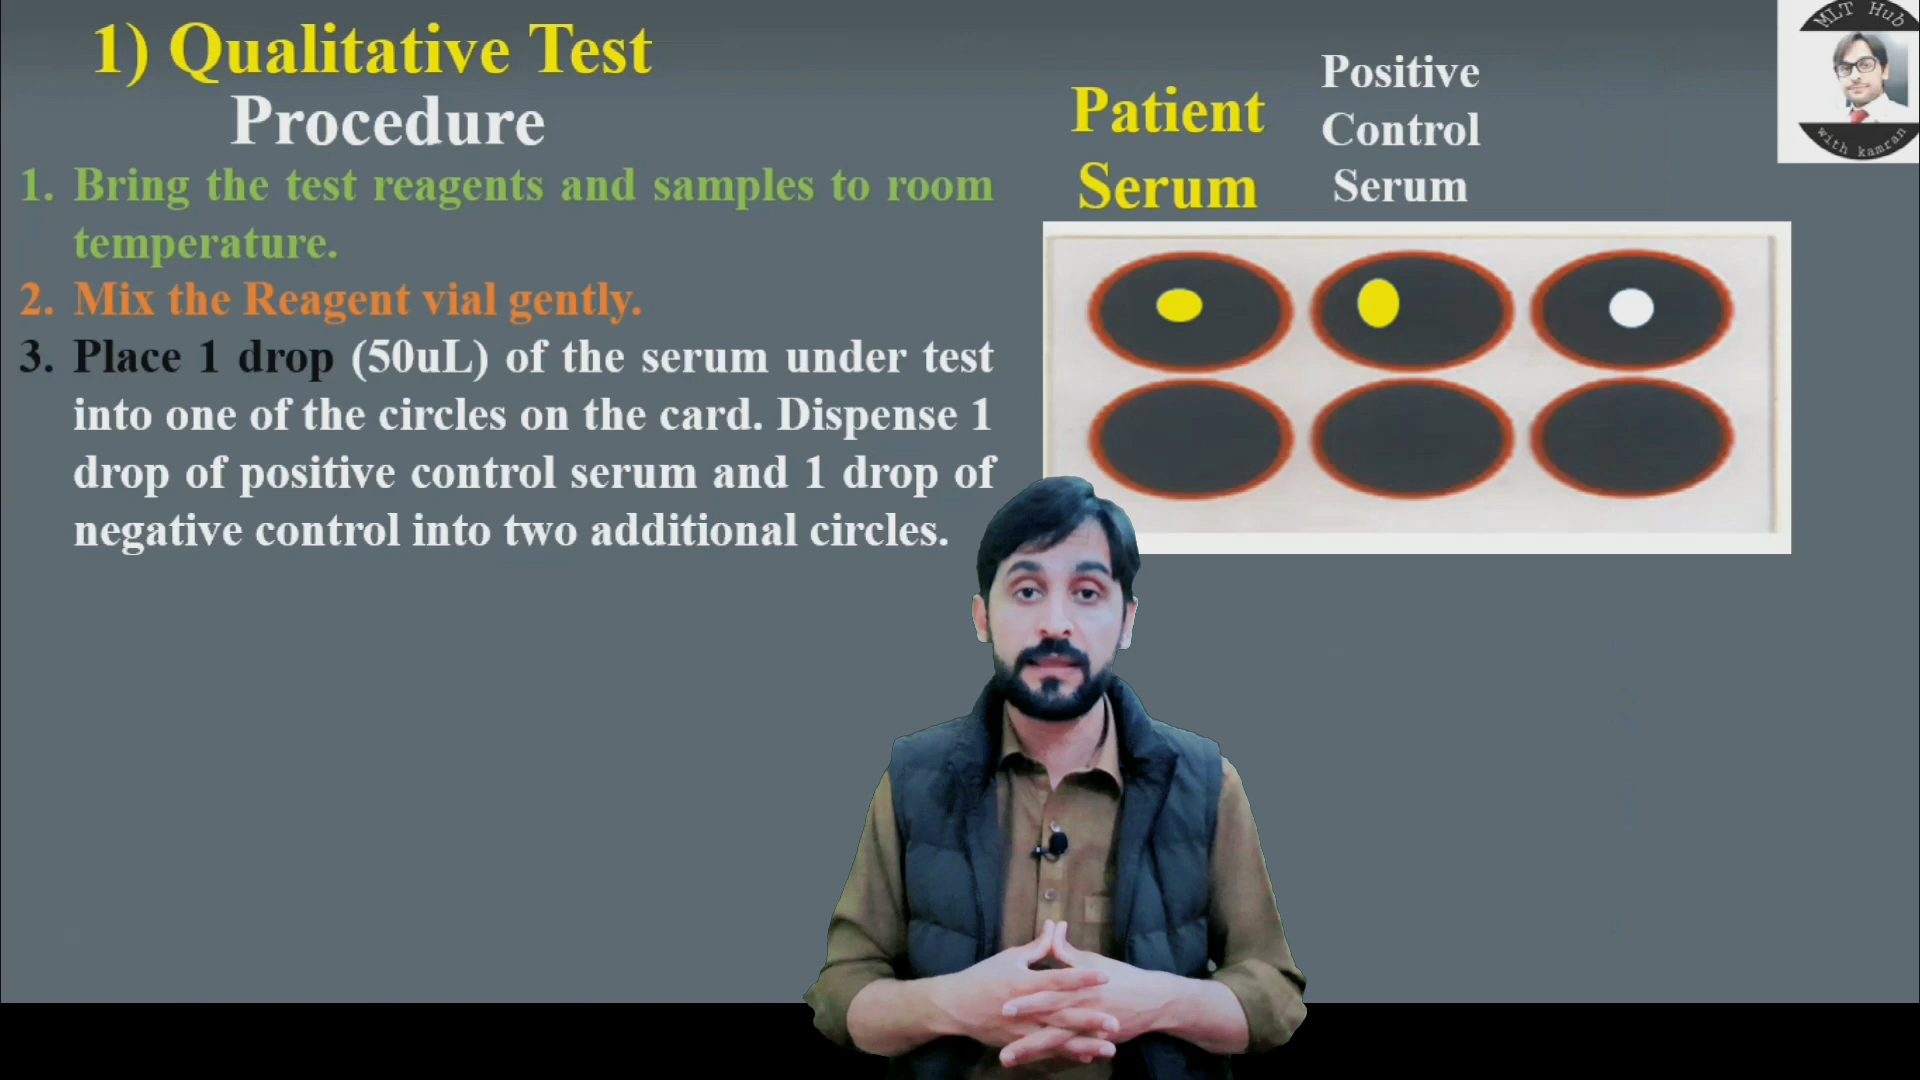 1) Qualitative Test
Procedure
1. Bring the test reagents and samples to room
temperature.
2. Mix the Reagent vial gently.
3. Place 1 drop (50uL) of the serum under test
into one of the circles on the card. Dispense 1
drop of positive control serum and 1 drop of
negative control into two additional circles.
Patient
Serum
Positive
Control
Serum
MLT Hub
with kamran